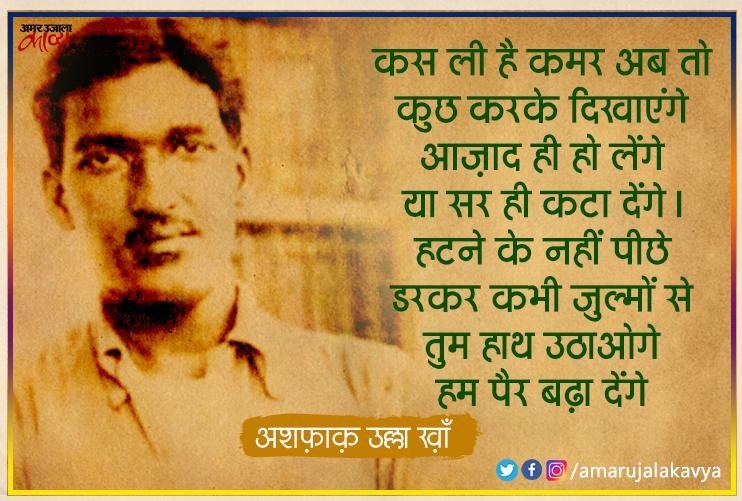 अमर उजाला
काव्य
कस ली है कमर अब तो
कुछ करके दिखाएंगे
आज़ाद ही हो लेंगे
या सर ही कटा देंगे।
हटने के नहीं पीछे
डरकर कभी जुल्मों से
तुम हाथ उठाओगे
हम पैर बढ़ा देंगे
अशफ़ाक़ उल्ला ख़ाँ
/amarujalakavya